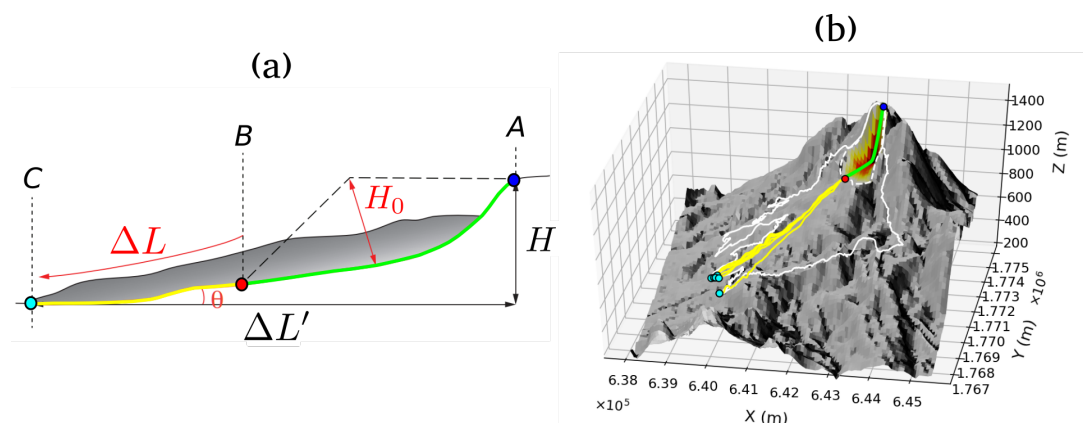 (a)
(b)
A
B
C
H₀
ΔL
H
θ
ΔL′
1400
1200
1000
800
600
400
200
Z (m)
1.775
1.774
1.773
1.772
1.771
1.770
1.769
1.768
1.767
×10⁶
Y (m)
6.38
6.39
6.40
6.41
6.42
6.43
6.44
6.45
×10⁵
X (m)